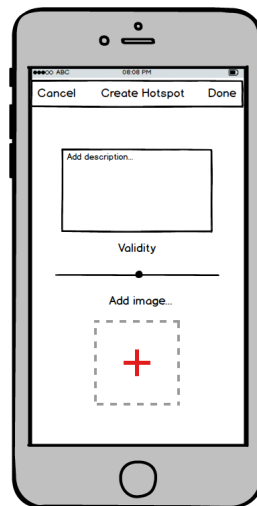 ABC 08:08 PM
Cancel Create Hotspot Done
Add description...
Validity
Add image...